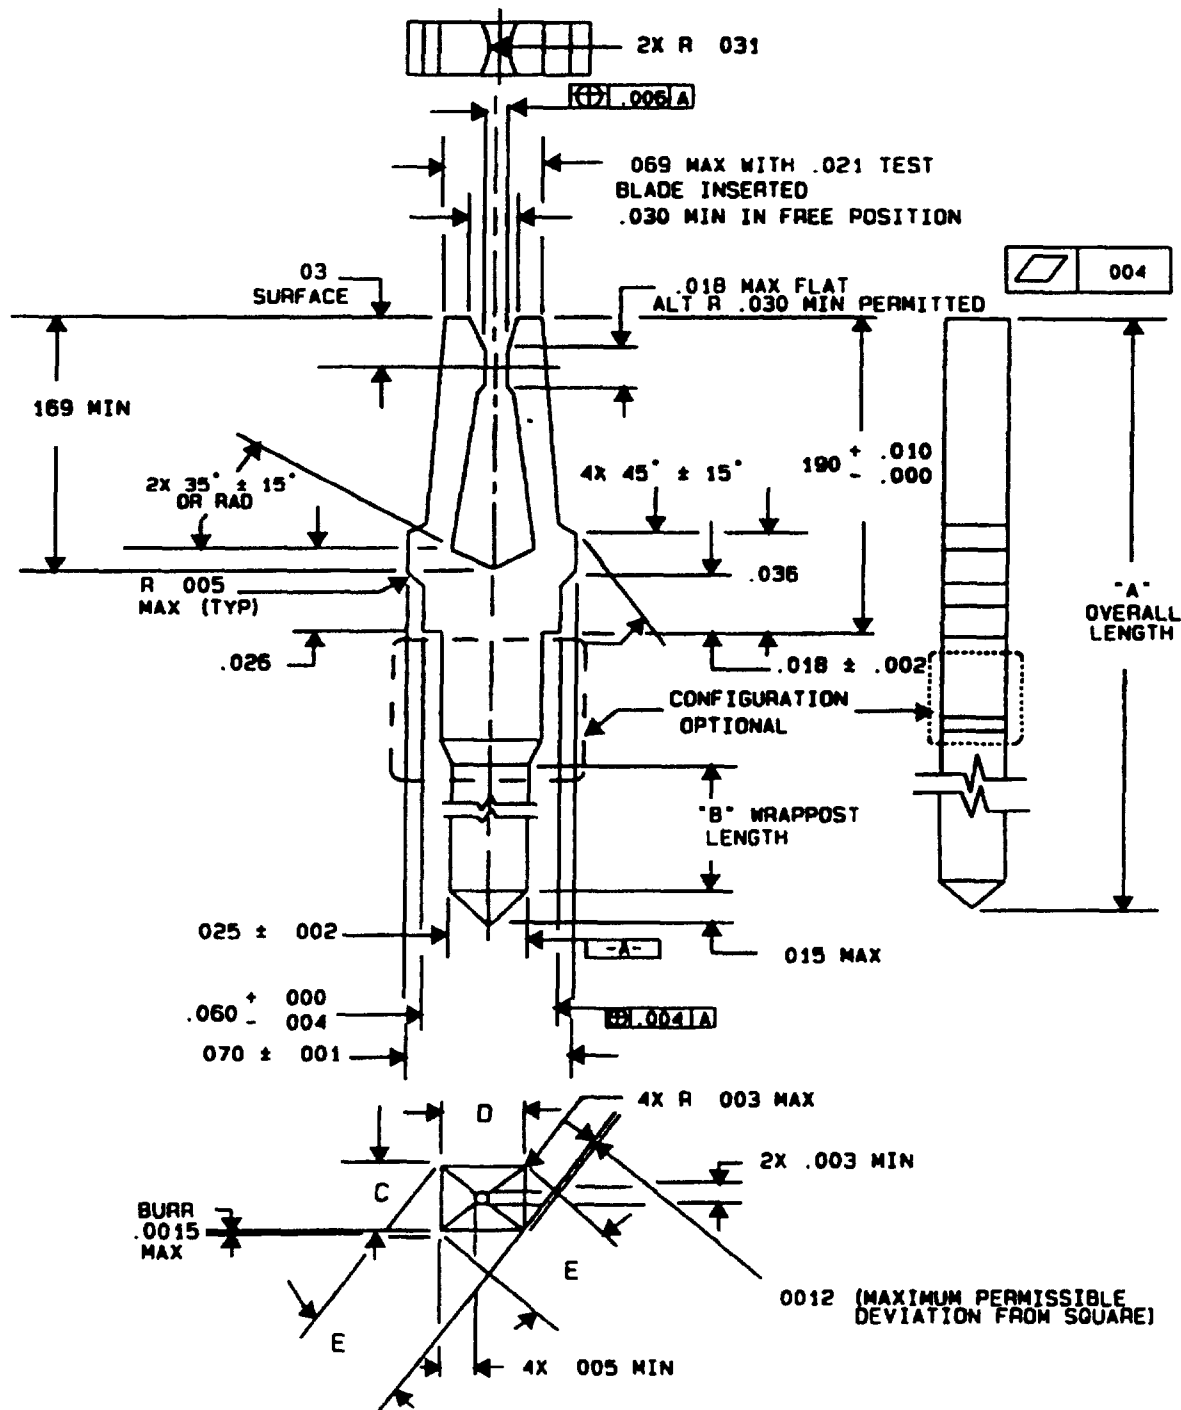 2X R 031
.006 A
069 MAX WITH .021 TEST
BLADE INSERTED
.030 MIN IN FREE POSITION
03
SURFACE
.018 MAX FLAT
ALT R .030 MIN PERMITTED
004
169 MIN
2X 35° ± 15°
OR RAD
4X 45° ± 15°
190 + .010
- .000
R 005
MAX (TYP)
.036
"A"
OVERALL
LENGTH
.026
.018 ± .002
CONFIGURATION
OPTIONAL
"B" WRAPPOST
LENGTH
025 ± 002
-A-
015 MAX
.060 + 000
- 004
.004 A
070 ± 001
D
4X R 003 MAX
2X .003 MIN
C
BURR
.0015
MAX
E
E
0012 (MAXIMUM PERMISSIBLE
DEVIATION FROM SQUARE)
4X 005 MIN